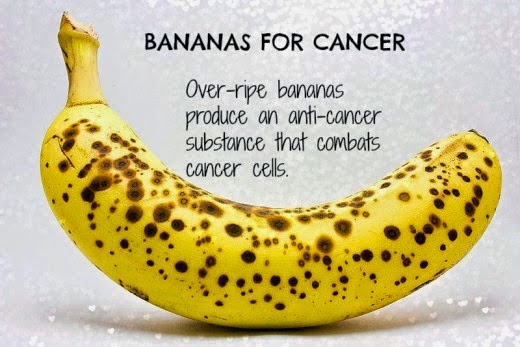 BANANAS FOR CANCER
Over-ripe bananas
produce an anti-cancer
substance that combats
cancer cells.